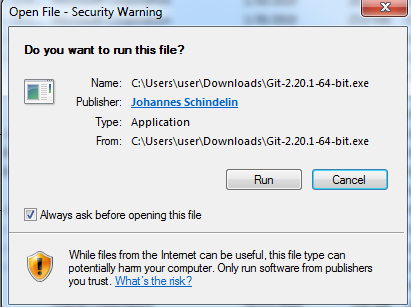 Open File - Security Warning
Do you want to run this file?
Name: C:\Users\user\Downloads\Git-2.20.1-64-bit.exe
Publisher: Johannes Schindelin
Type: Application
From: C:\Users\user\Downloads\Git-2.20.1-64-bit.exe
Run Cancel
Always ask before opening this file
While files from the Internet can be useful, this file type can
potentially harm your computer. Only run software from publishers
you trust. What's the risk?